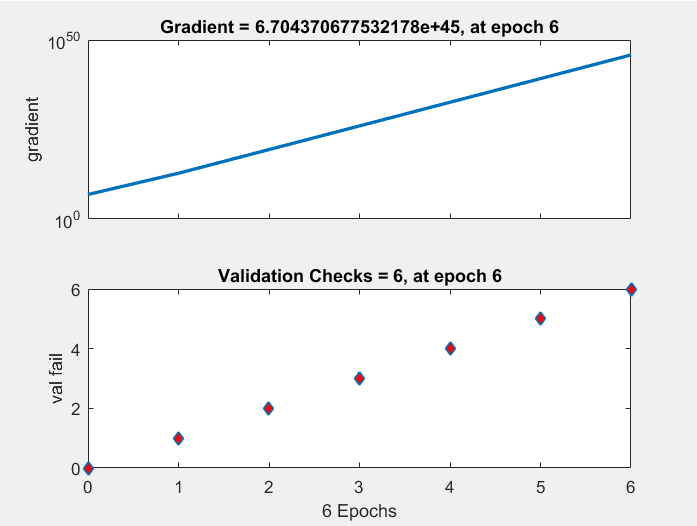 Gradient = 6.704370677532178e+45, at epoch 6
10^50
gradient
10^0
Validation Checks = 6, at epoch 6
6
4
val fail
2
0
0 1 2 3 4 5 6
6 Epochs